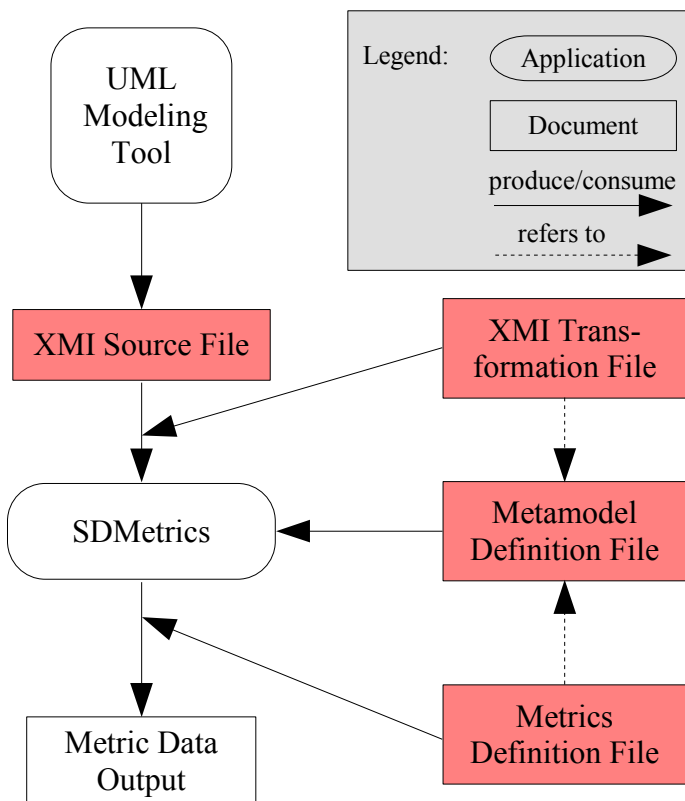 UML
Modeling
Tool
Legend:
Application
Document
produce/consume
refers to
XMI Source File
XMI Trans-
formation File
SDMetrics
Metamodel
Definition File
Metric Data
Output
Metrics
Definition File